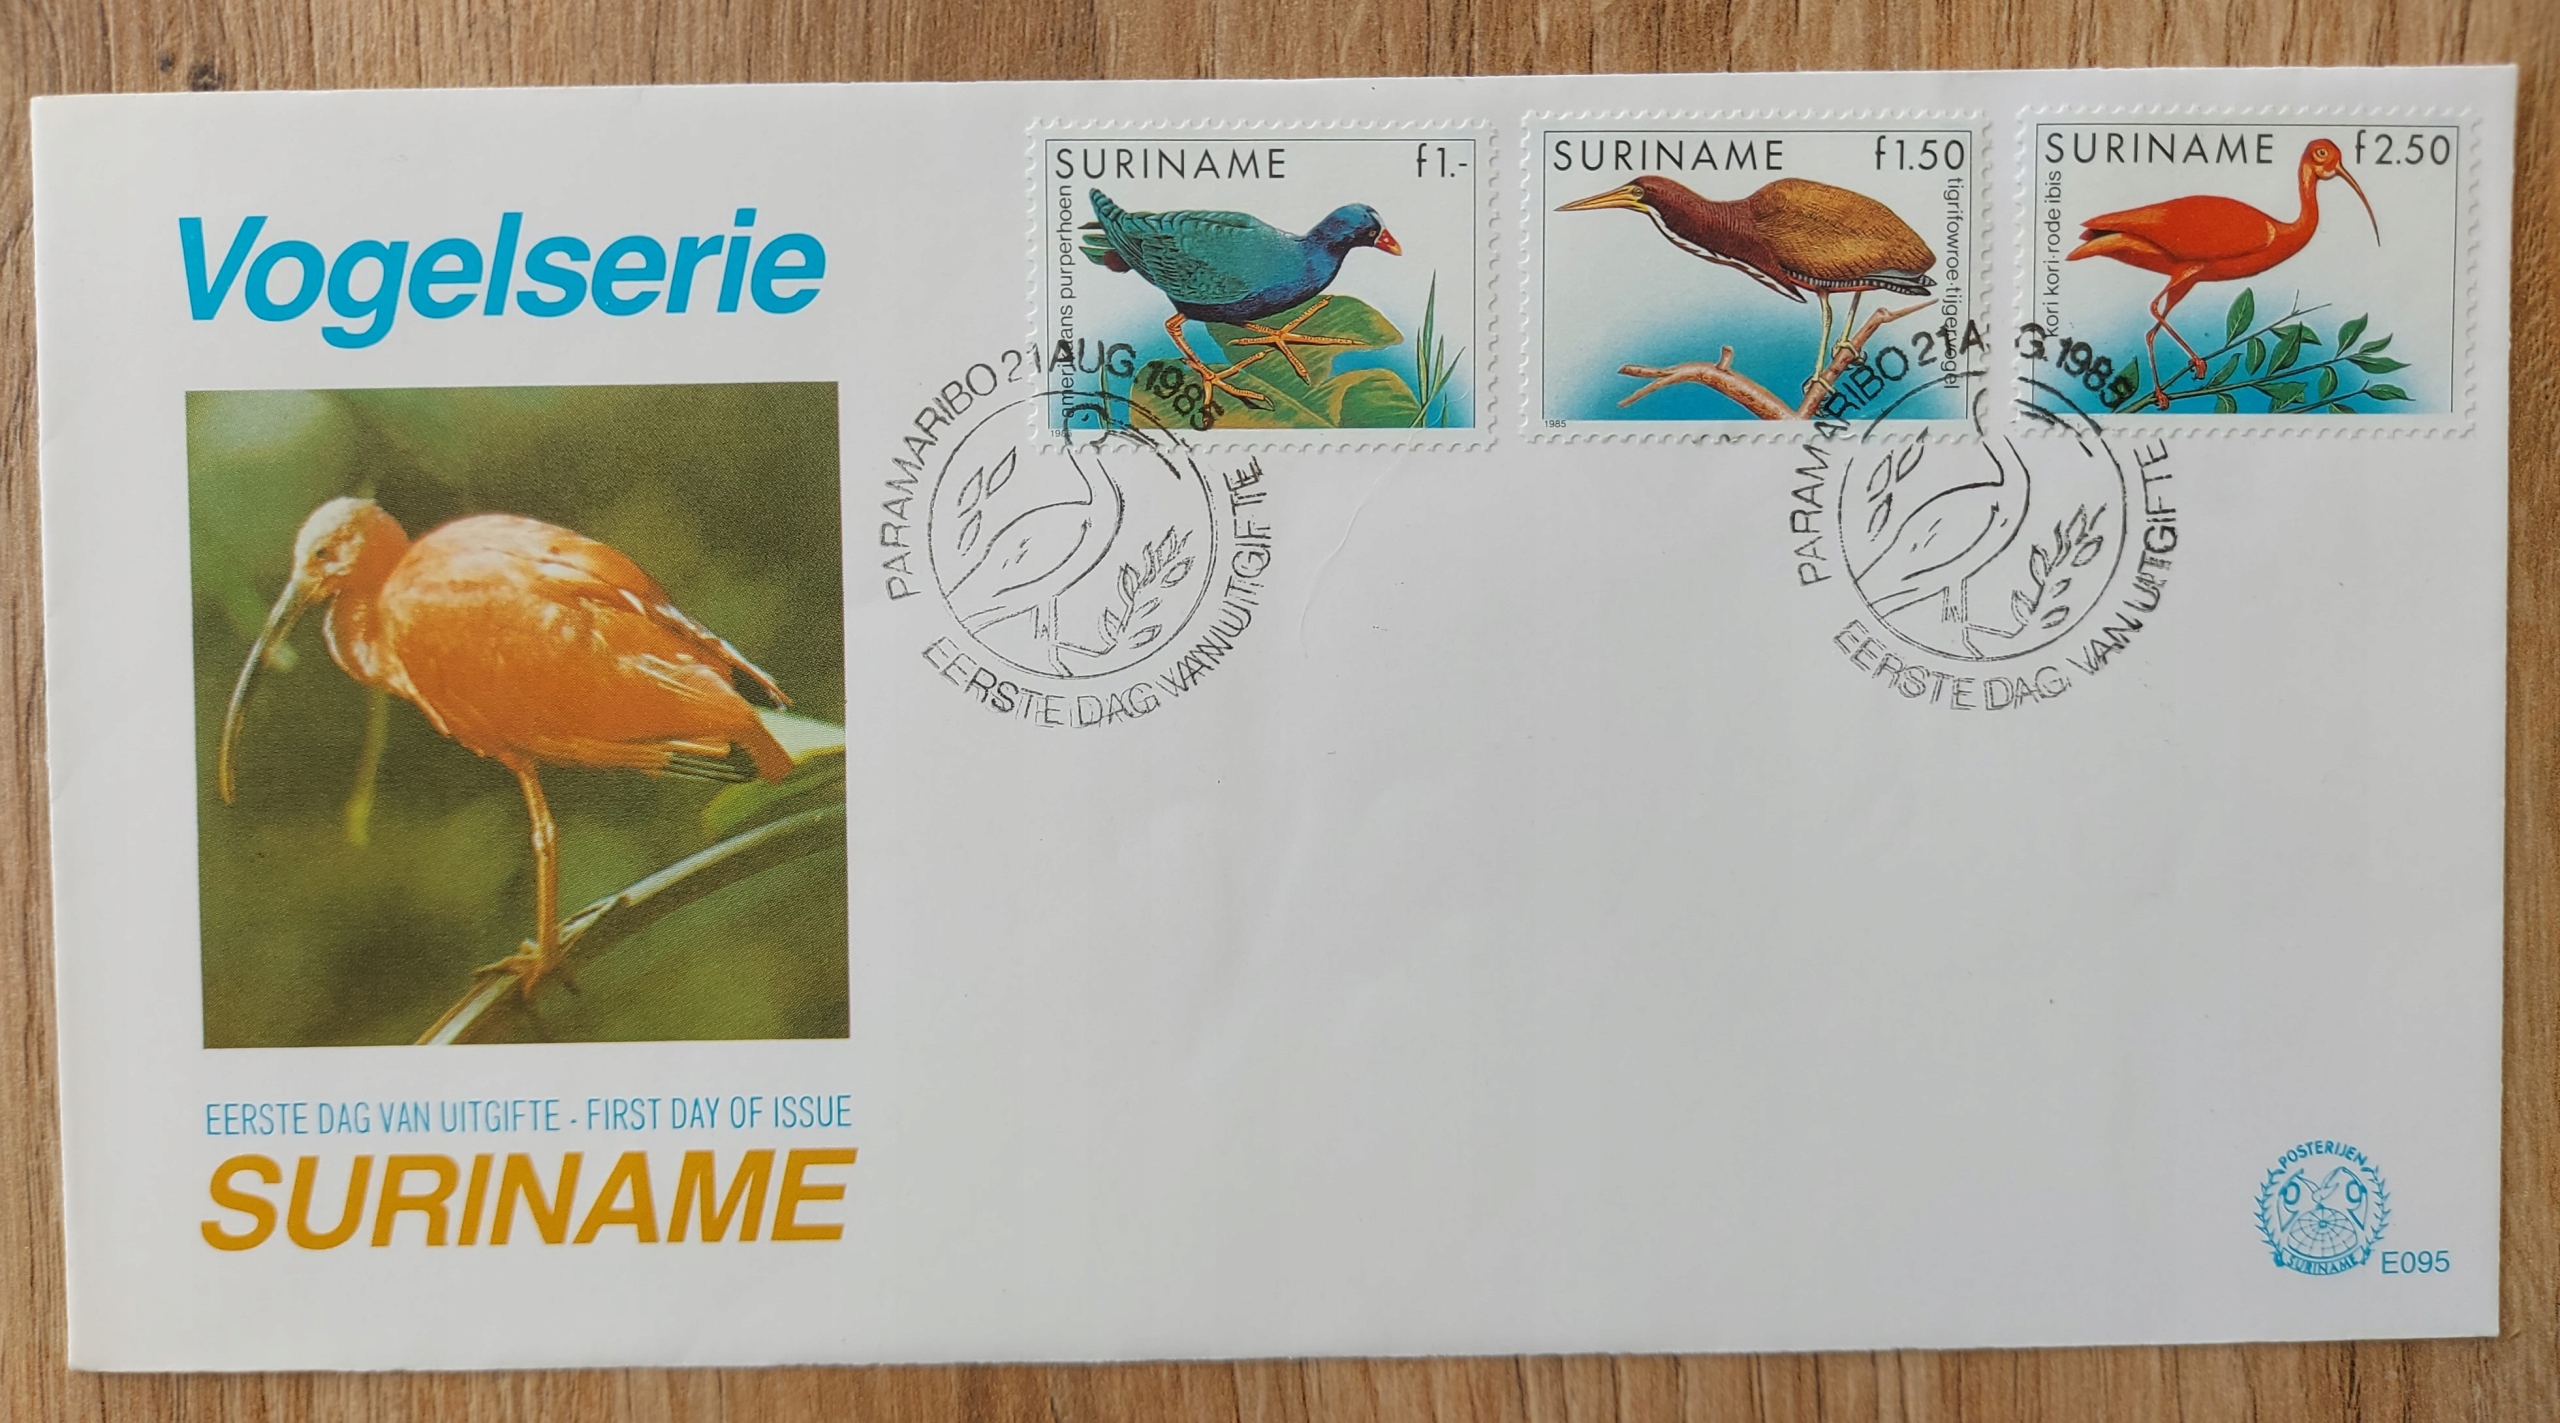 Vogelserie
SURINAME f1.-
amerikaans purperhoen
SURINAME f1.50
tigrifowroe·tijgervogel
1985
SURINAME f2.50
kori kori·rode ibis
PARAMARIBO 21 AUG. 1985
EERSTE DAG VAN UITGIFTE
PARAMARIBO 21 A G. 1985
EERSTE DAG VAN UITGIFTE
EERSTE DAG VAN UITGIFTE - FIRST DAY OF ISSUE
SURINAME
POSTERIJEN
SURINAME
E095